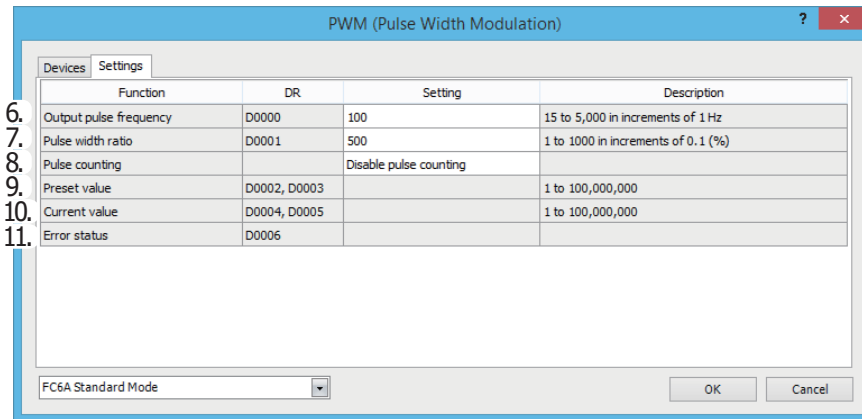 PWM (Pulse Width Modulation) ? ×
Devices Settings
Function DR Setting Description
6. Output pulse frequency D0000 100 15 to 5,000 in increments of 1 Hz
7. Pulse width ratio D0001 500 1 to 1000 in increments of 0.1 (%)
8. Pulse counting Disable pulse counting
9. Preset value D0002, D0003 1 to 100,000,000
10. Current value D0004, D0005 1 to 100,000,000
11. Error status D0006
FC6A Standard Mode OK Cancel